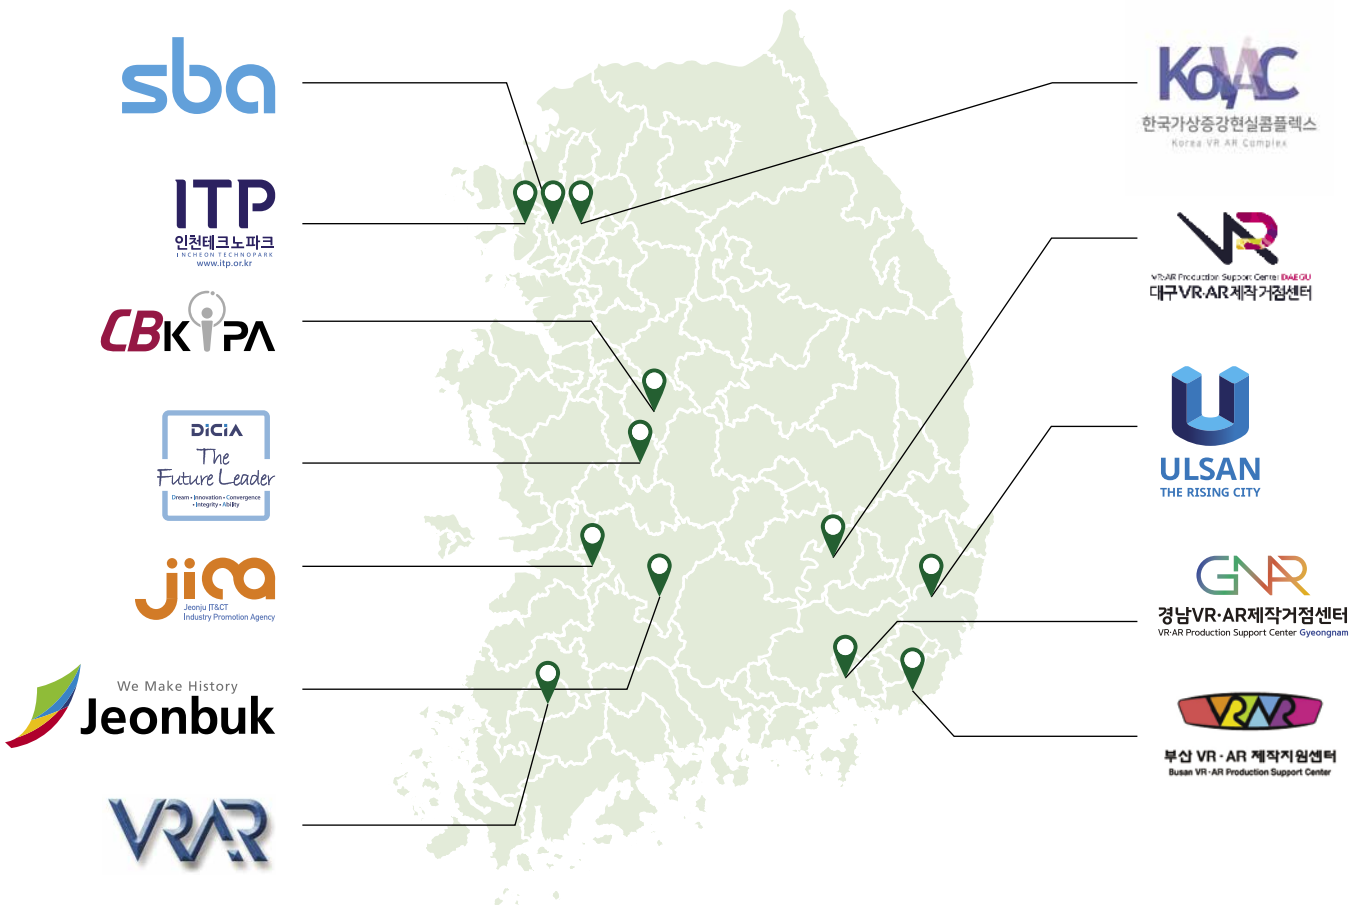 sba
ITP
인천테크노파크
INCHEON TECHNOPARK
www.itp.or.kr
CBKiPA
DiCiA
The
Future Leader
Dream • Innovation • Convergence
• Integrity • Ability
jica
Jeonju IT&CT
Industry Promotion Agency
We Make History
Jeonbuk
VRAR
KoVAC
한국가상증강현실콤플렉스
Korea VR AR Complex
VR
VR·AR Production Support Center DAEGU
대구VR·AR제작거점센터
ULSAN
THE RISING CITY
GNAR
경남VR·AR제작거점센터
VR·AR Production Support Center Gyeongnam
VRAR
부산 VR · AR 제작지원센터
Busan VR · AR Production Support Center